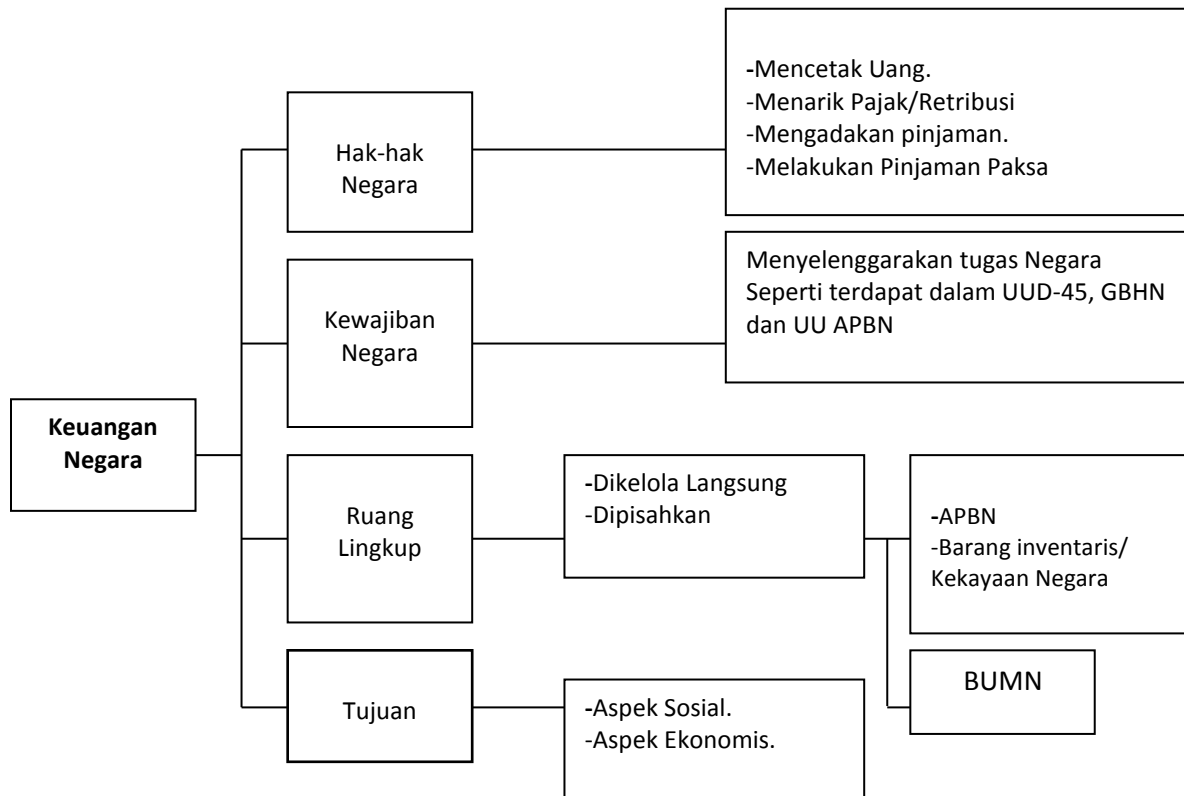 -Mencetak Uang.
-Menarik Pajak/Retribusi
-Mengadakan pinjaman.
-Melakukan Pinjaman Paksa
Hak-hak
Negara
Menyelenggarakan tugas Negara
Seperti terdapat dalam UUD-45, GBHN
dan UU APBN
Kewajiban
Negara
Keuangan
Negara
Ruang
Lingkup
-Dikelola Langsung
-Dipisahkan
-APBN
-Barang inventaris/
Kekayaan Negara
BUMN
Tujuan
-Aspek Sosial.
-Aspek Ekonomis.